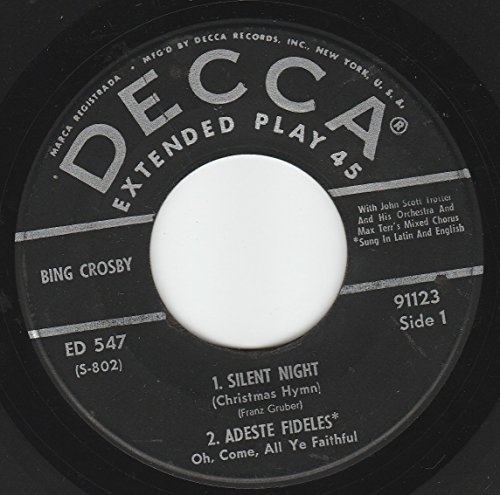 MARCA REGISTRADA • MFG'D BY DECCA RECORDS, INC., NEW YORK, U. S. A.
DECCA®
EXTENDED PLAY 45
With John Scott Trotter
And His Orchestra And
Max Terr's Mixed Chorus
*Sung In Latin And English
BING CROSBY
91123
Side 1
ED 547
(S-802)
1. SILENT NIGHT
(Christmas Hymn)
(Franz Gruber)
2. ADESTE FIDELES*
Oh, Come, All Ye Faithful